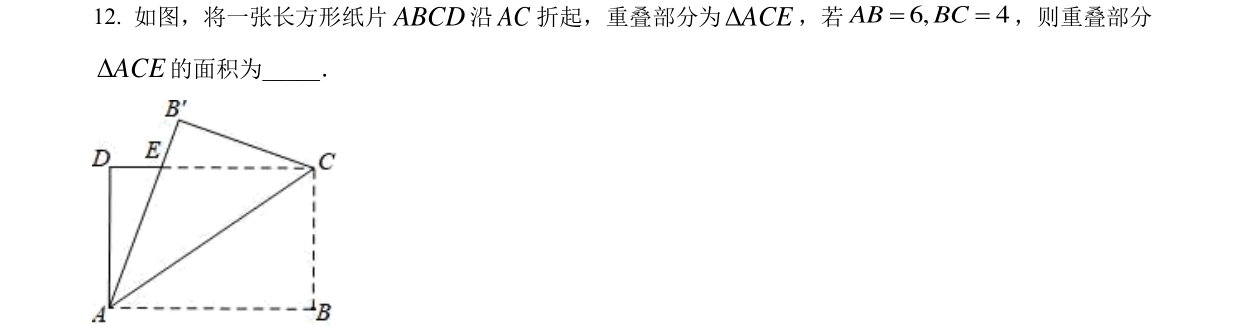 12. 如图，将一张长方形纸片 ABCD 沿 AC 折起，重叠部分为 ΔACE，若 AB = 6, BC = 4，则重叠部分
ΔACE 的面积为_____．
B′
D E C
A B